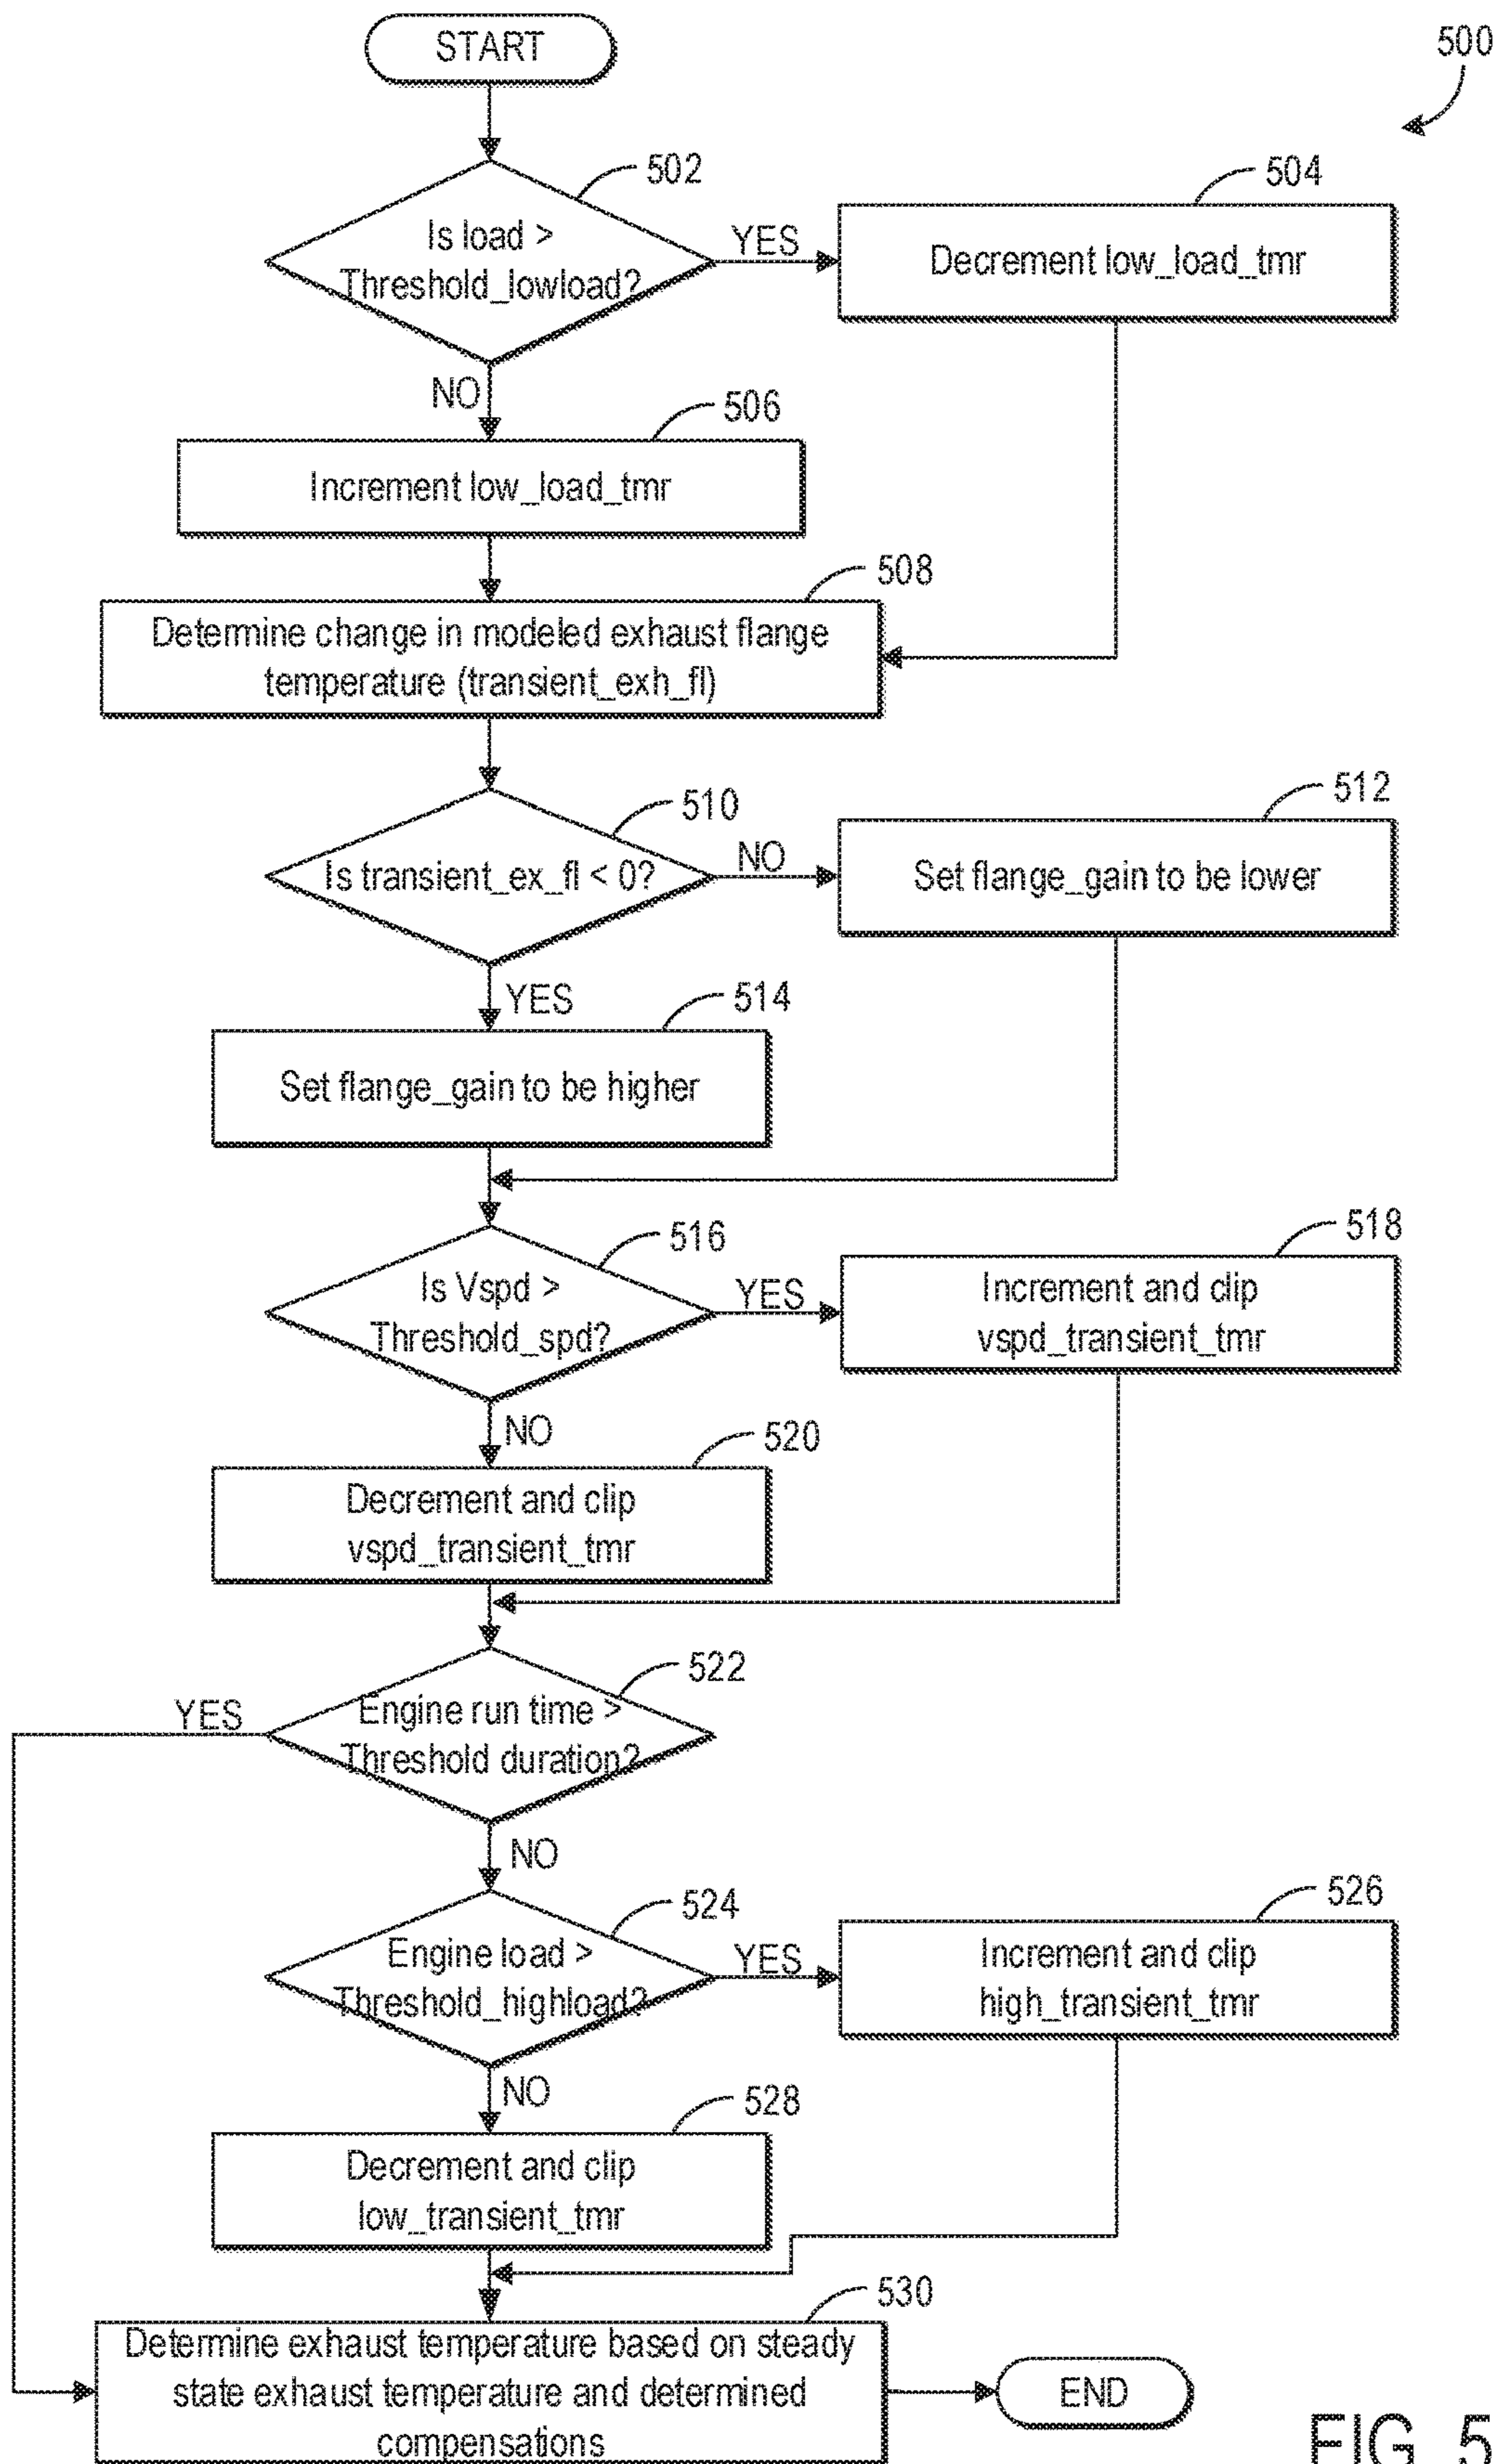 START
500
502
504
Is load >
Threshold_lowload?
YES
Decrement low_load_tmr
NO
506
Increment low_load_tmr
508
Determine change in modeled exhaust flange
temperature (transient_exh_fl)
510
512
Is transient_ex_fl < 0?
NO
Set flange_gain to be lower
YES
514
Set flange_gain to be higher
516
518
Is Vspd >
Threshold_spd?
YES
Increment and clip
vspd_transient_tmr
NO
520
Decrement and clip
vspd_transient_tmr
522
YES
Engine run time >
Threshold duration?
NO
524
526
Engine load >
Threshold_highload?
YES
Increment and clip
high_transient_tmr
NO
528
Decrement and clip
low_transient_tmr
530
Determine exhaust temperature based on steady
state exhaust temperature and determined
compensations
END
FIG. 5